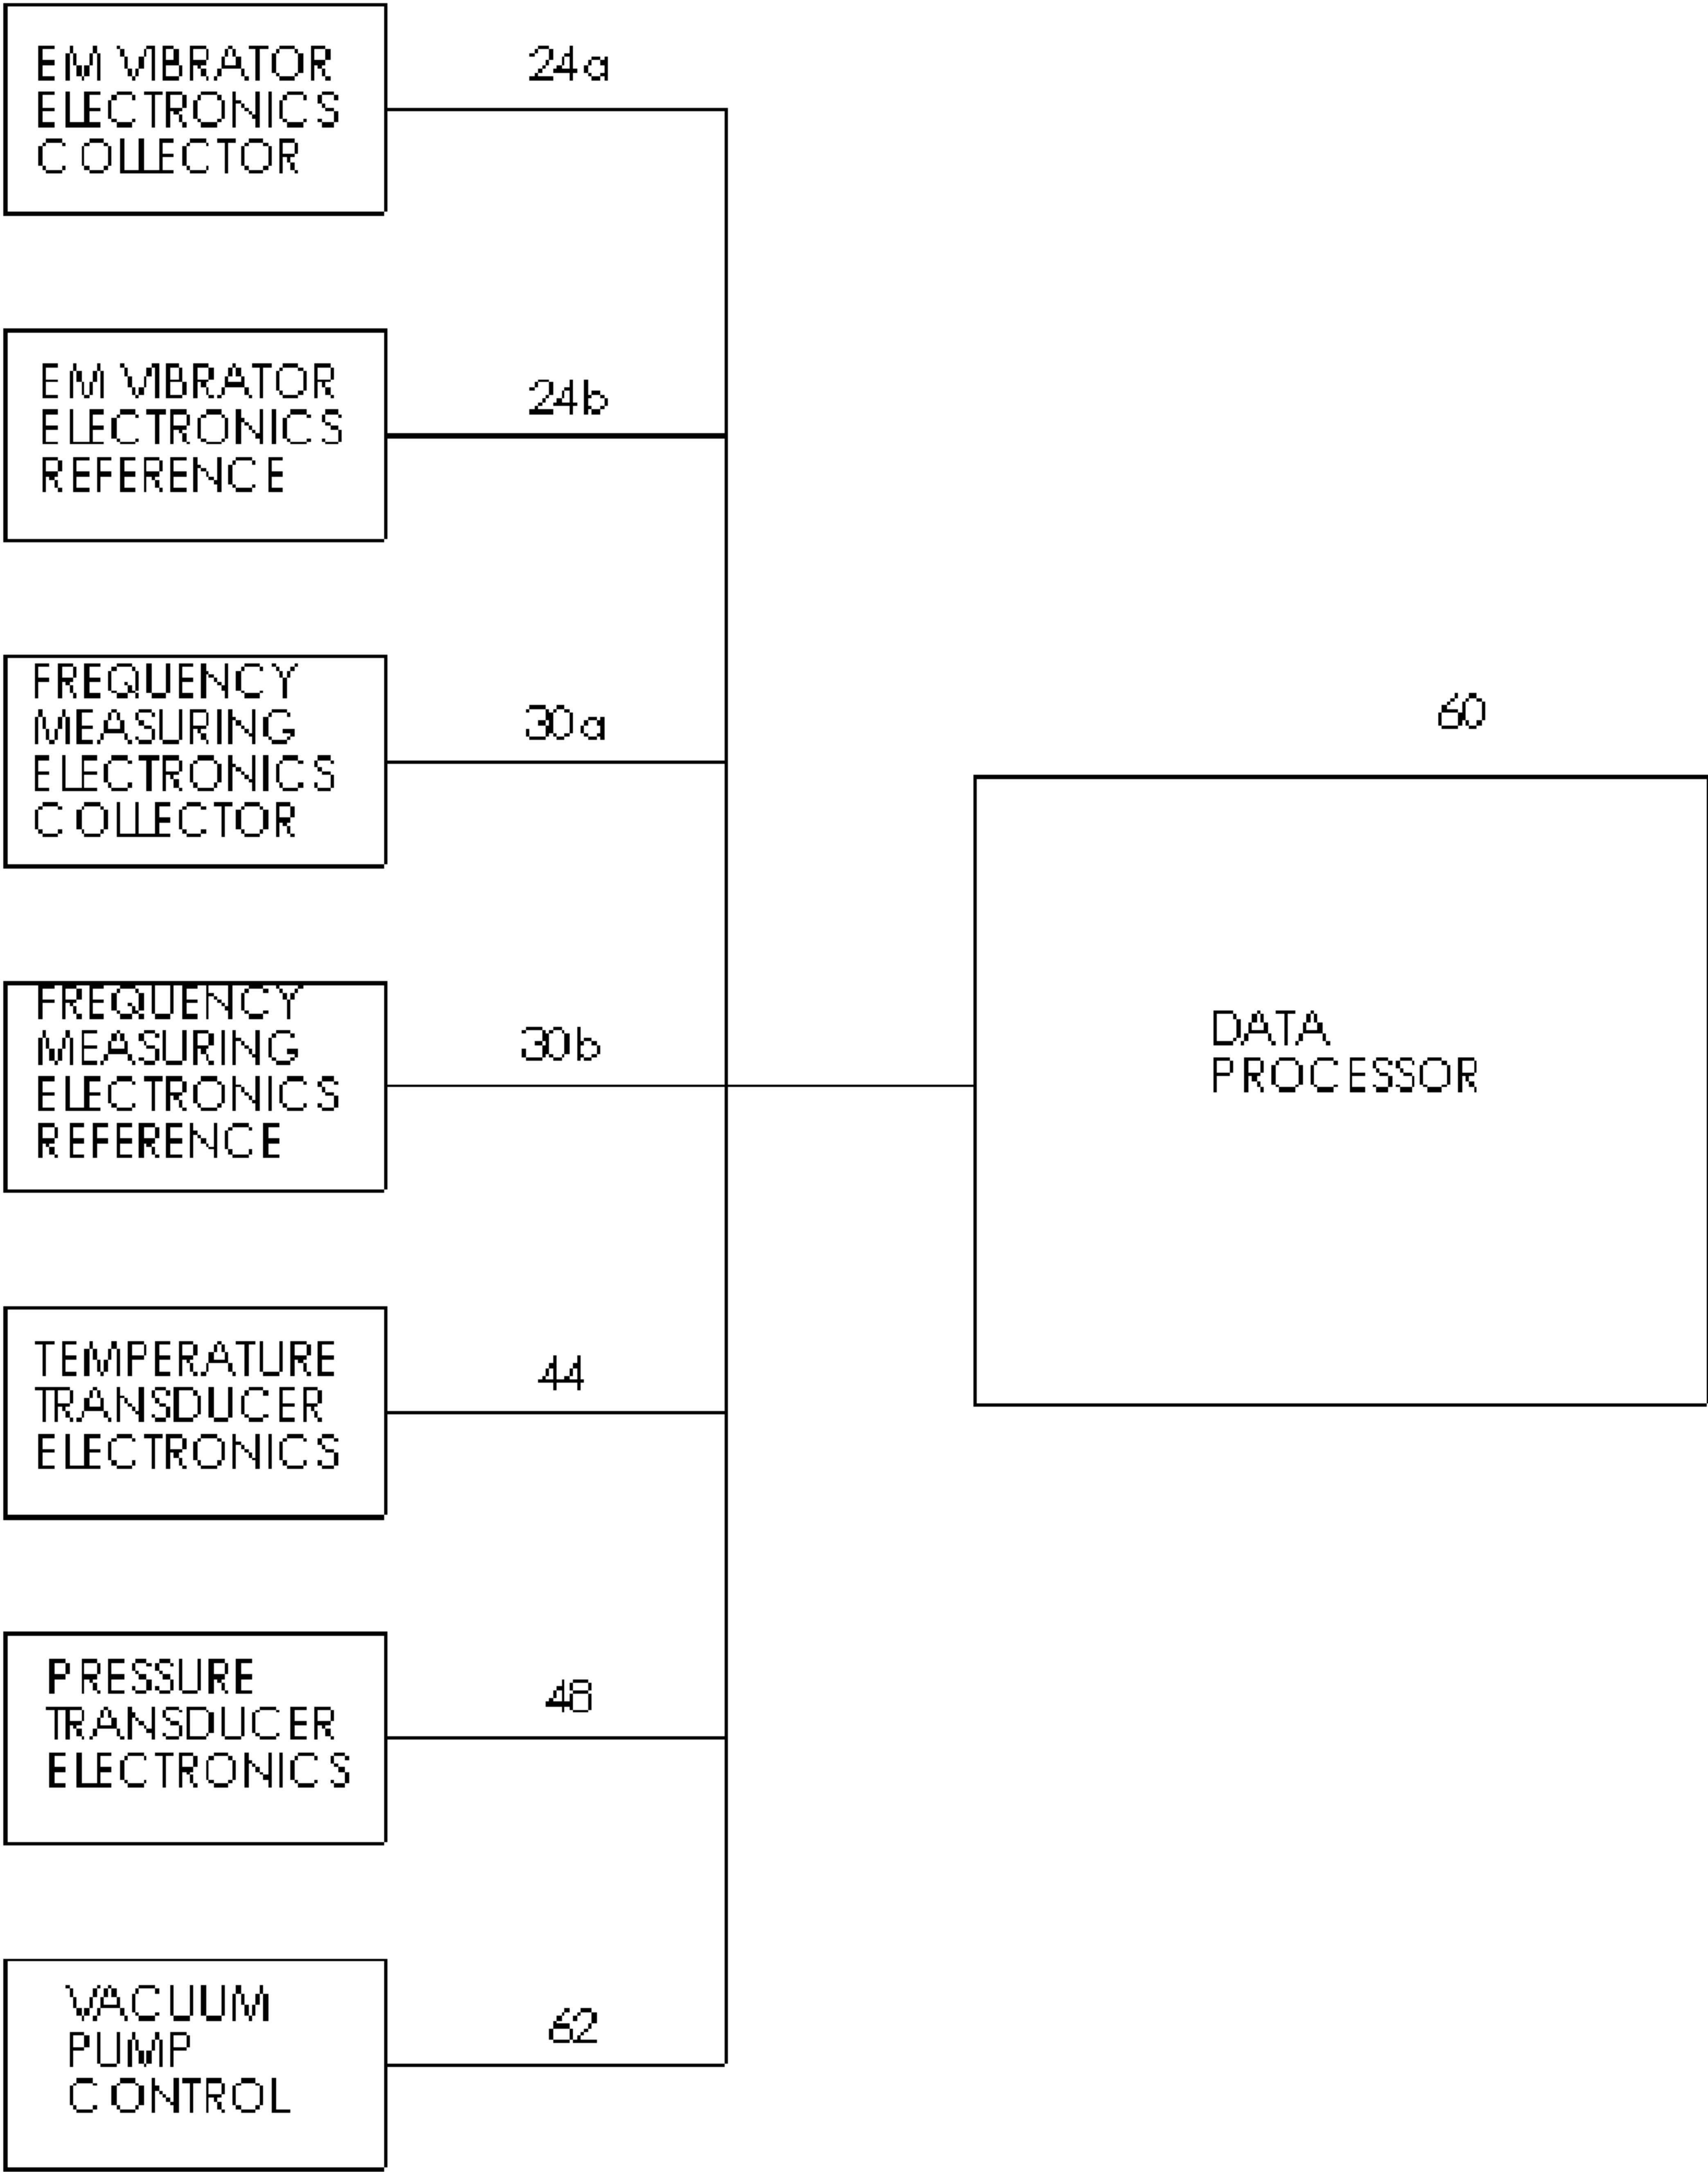 EM VIBRATOR
ELECTRONICS
COLLECTOR
24a
EM VIBRATOR
ELECTRONICS
REFERENCE
24b
FREQUENCY
MEASURING
ELECTRONICS
COLLECTOR
30a
60
FREQUENCY
MEASURING
ELECTRONICS
REFERENCE
30b
DATA
PROCESSOR
TEMPERATURE
TRANSDUCER
ELECTRONICS
44
PRESSURE
TRANSDUCER
ELECTRONICS
48
VACUUM
PUMP
CONTROL
62